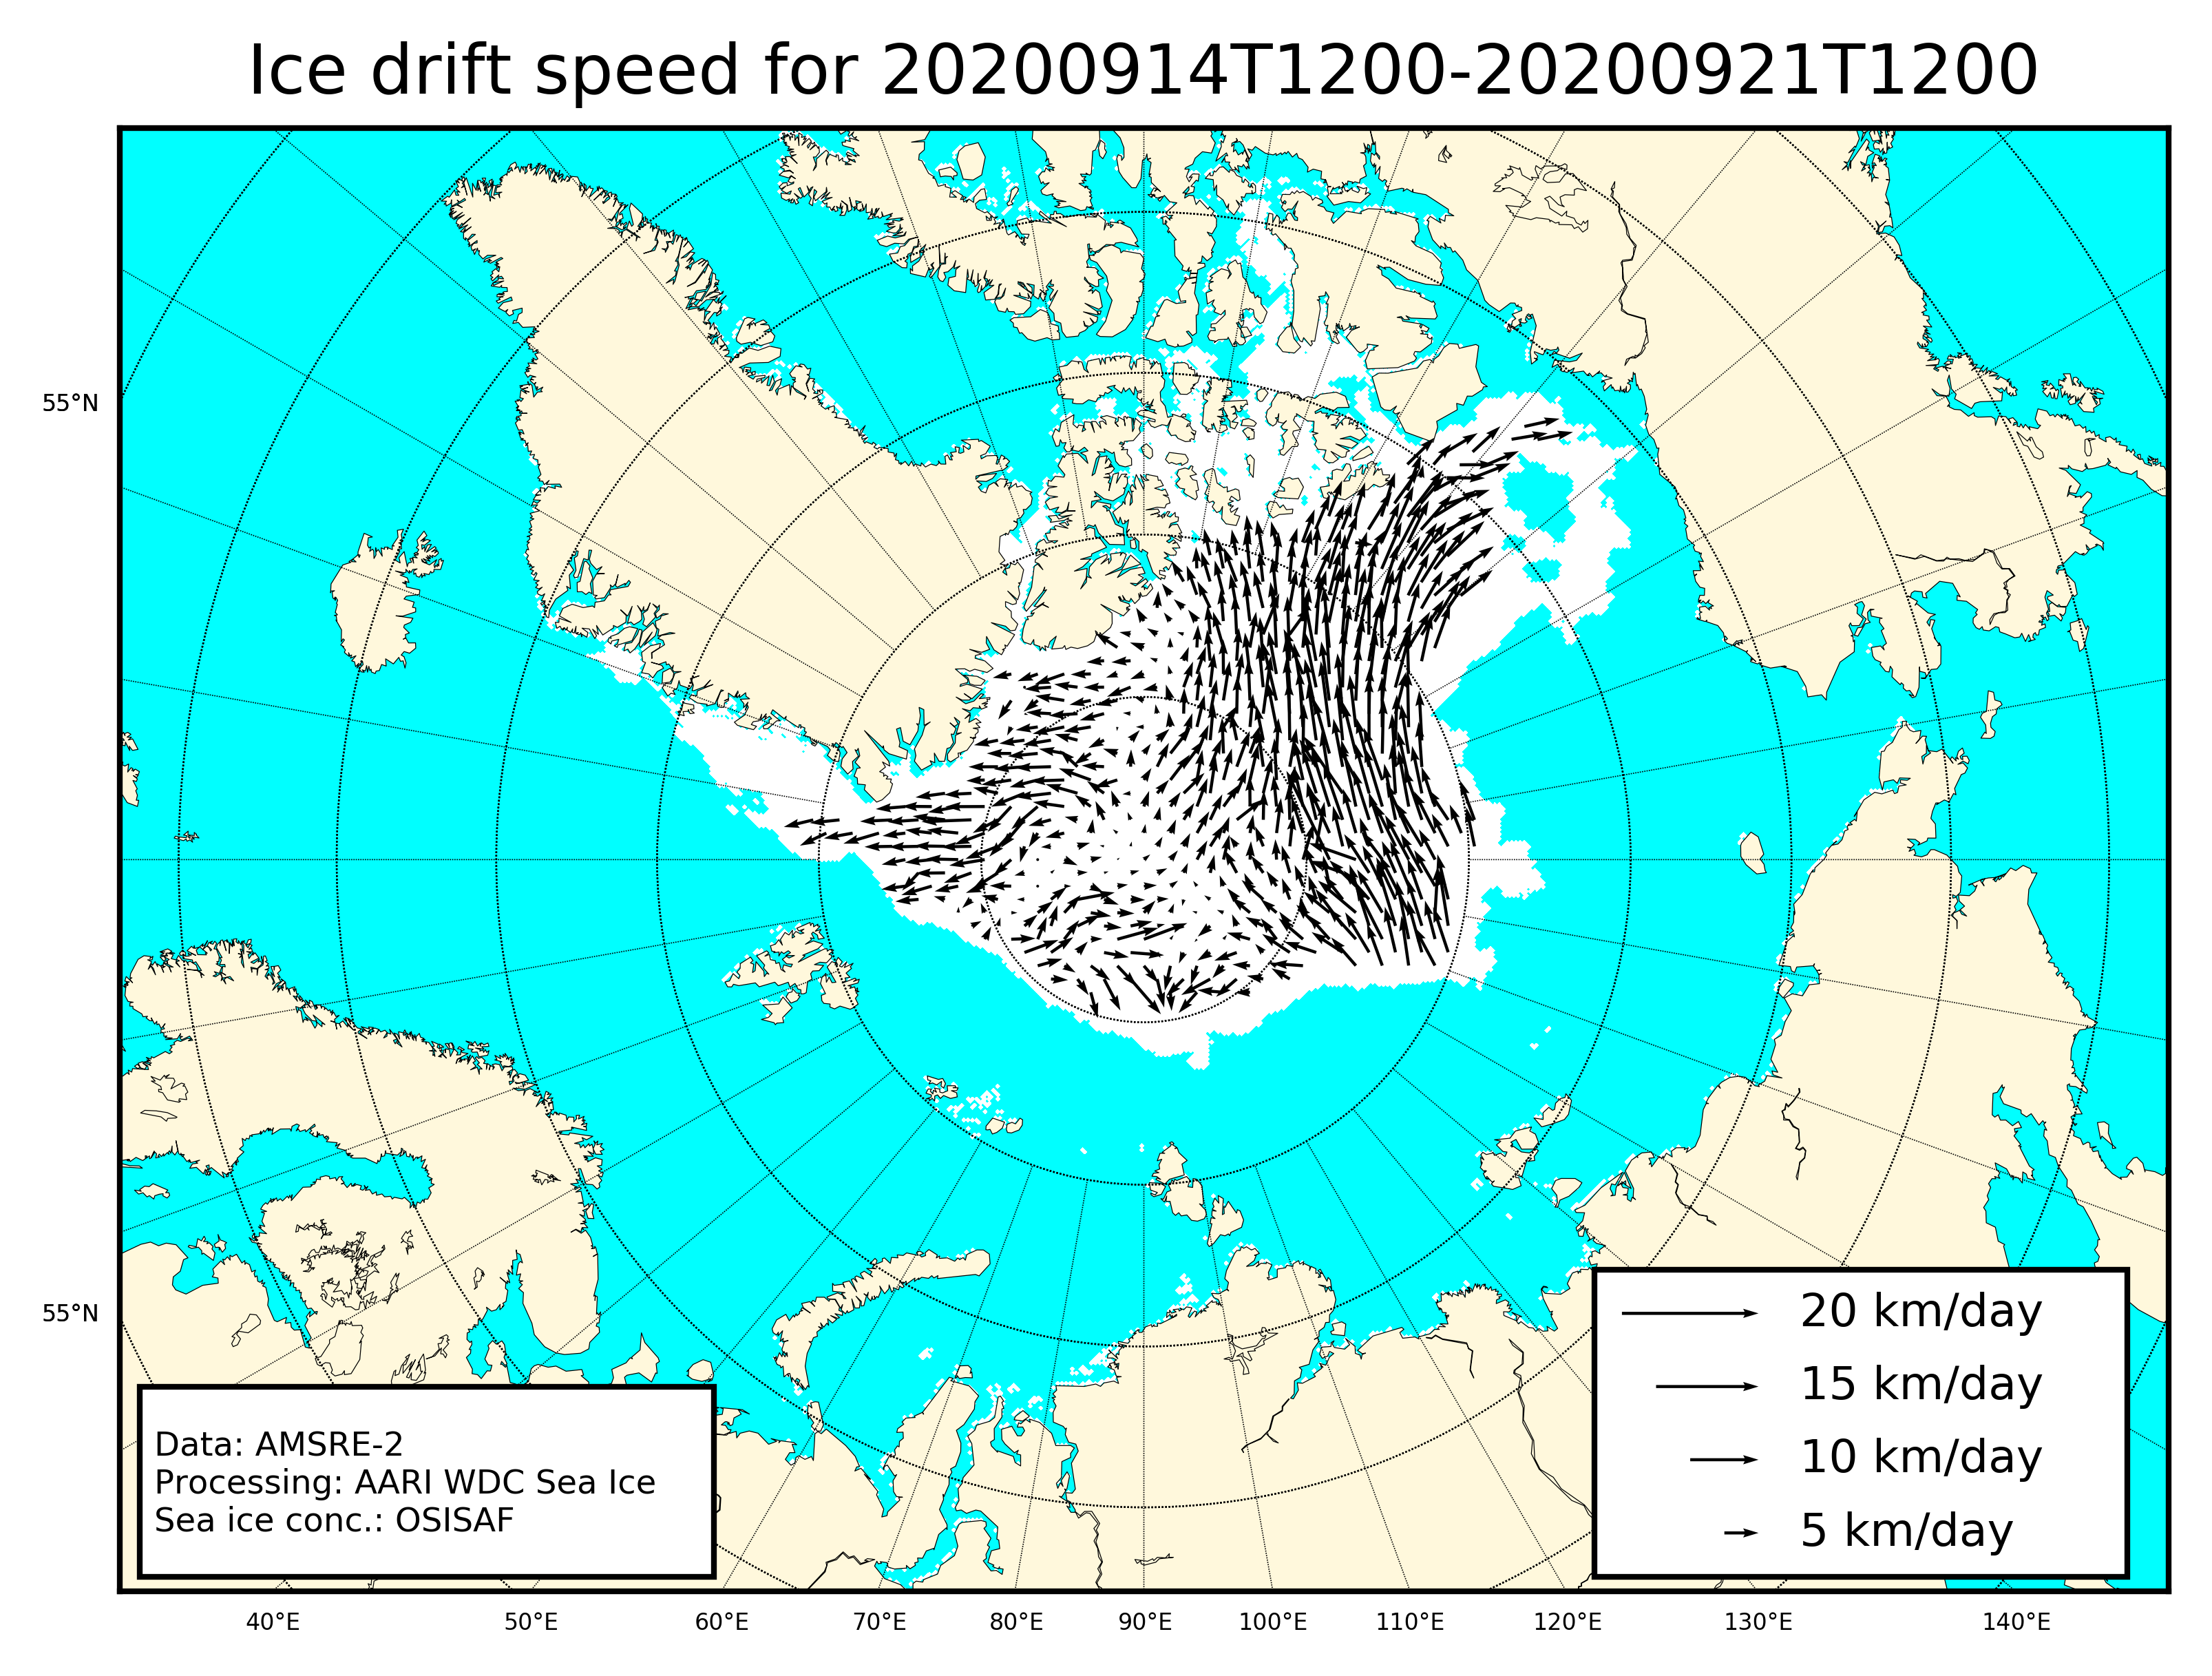 Ice drift speed for 20200914T1200-20200921T1200
55°N
55°N
20 km/day
15 km/day
10 km/day
5 km/day
Data: AMSRE-2
Processing: AARI WDC Sea Ice
Sea ice conc.: OSISAF
40°E 50°E 60°E 70°E 80°E 90°E 100°E 110°E 120°E 130°E 140°E